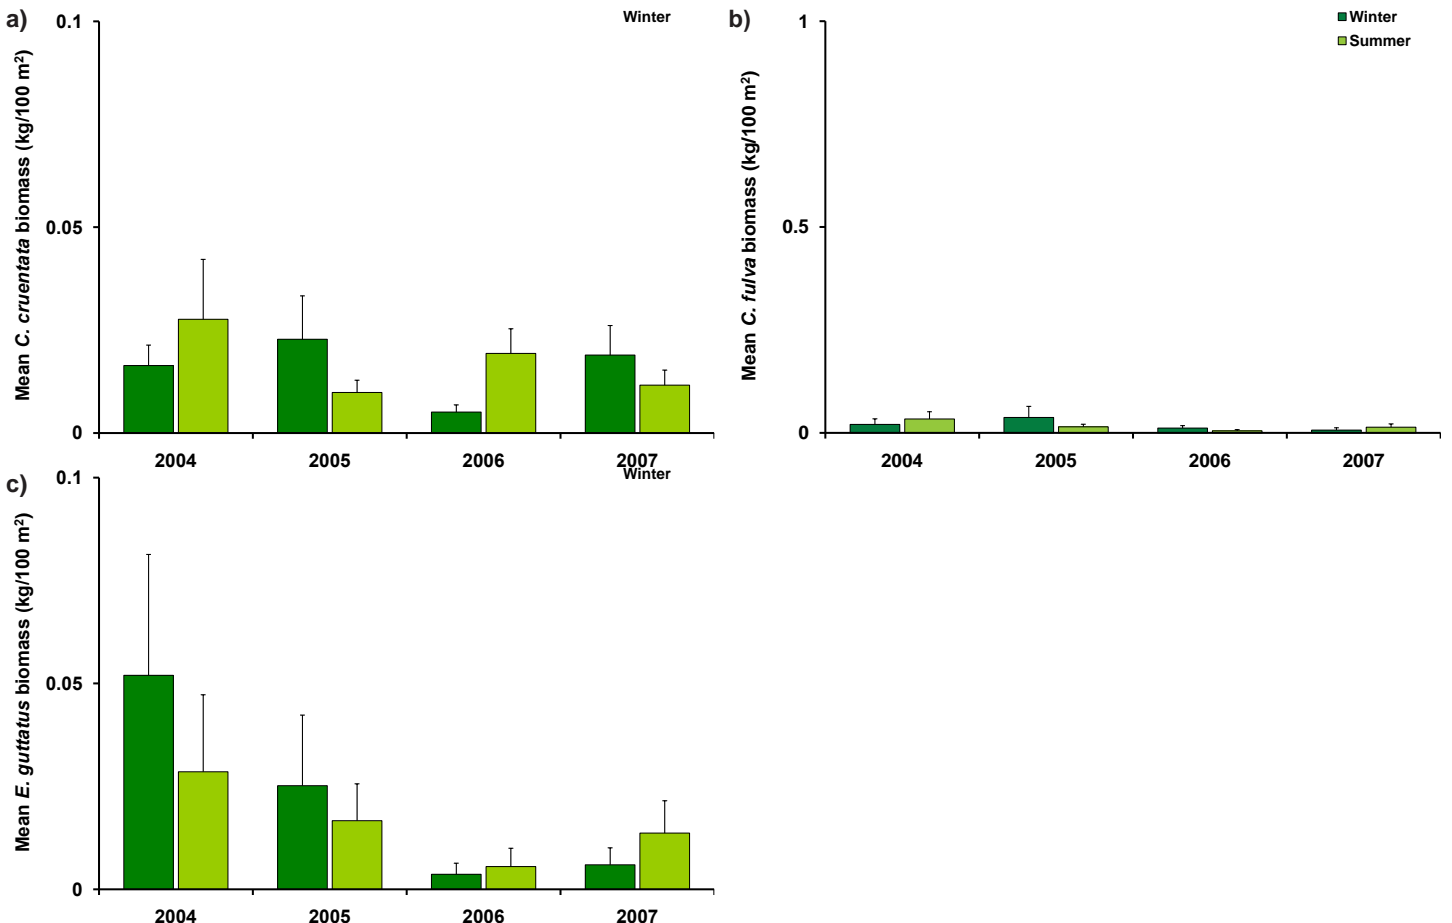 a)
Winter
Mean C. cruentata biomass (kg/100 m²)
0.1
0.05
0
2004 2005 2006 2007
b)
Winter
Summer
Mean C. fulva biomass (kg/100 m²)
1
0.5
0
2004 2005 2006 2007
c)
Winter
Mean E. guttatus biomass (kg/100 m²)
0.1
0.05
0
2004 2005 2006 2007